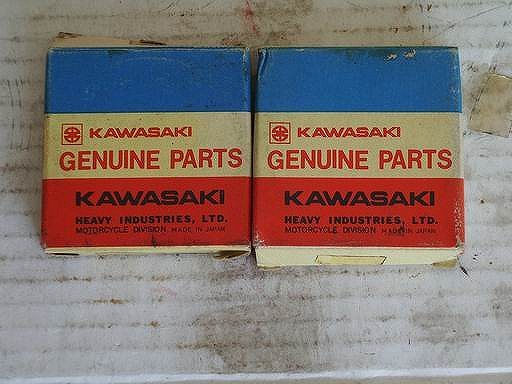 KAWASAKI
GENUINE PARTS
KAWASAKI
HEAVY INDUSTRIES, LTD.
MOTORCYCLE DIVISION MADE IN JAPAN
KAWASAKI
GENUINE PARTS
KAWASAKI
HEAVY INDUSTRIES, LTD.
MOTORCYCLE DIVISION MADE IN JAPAN